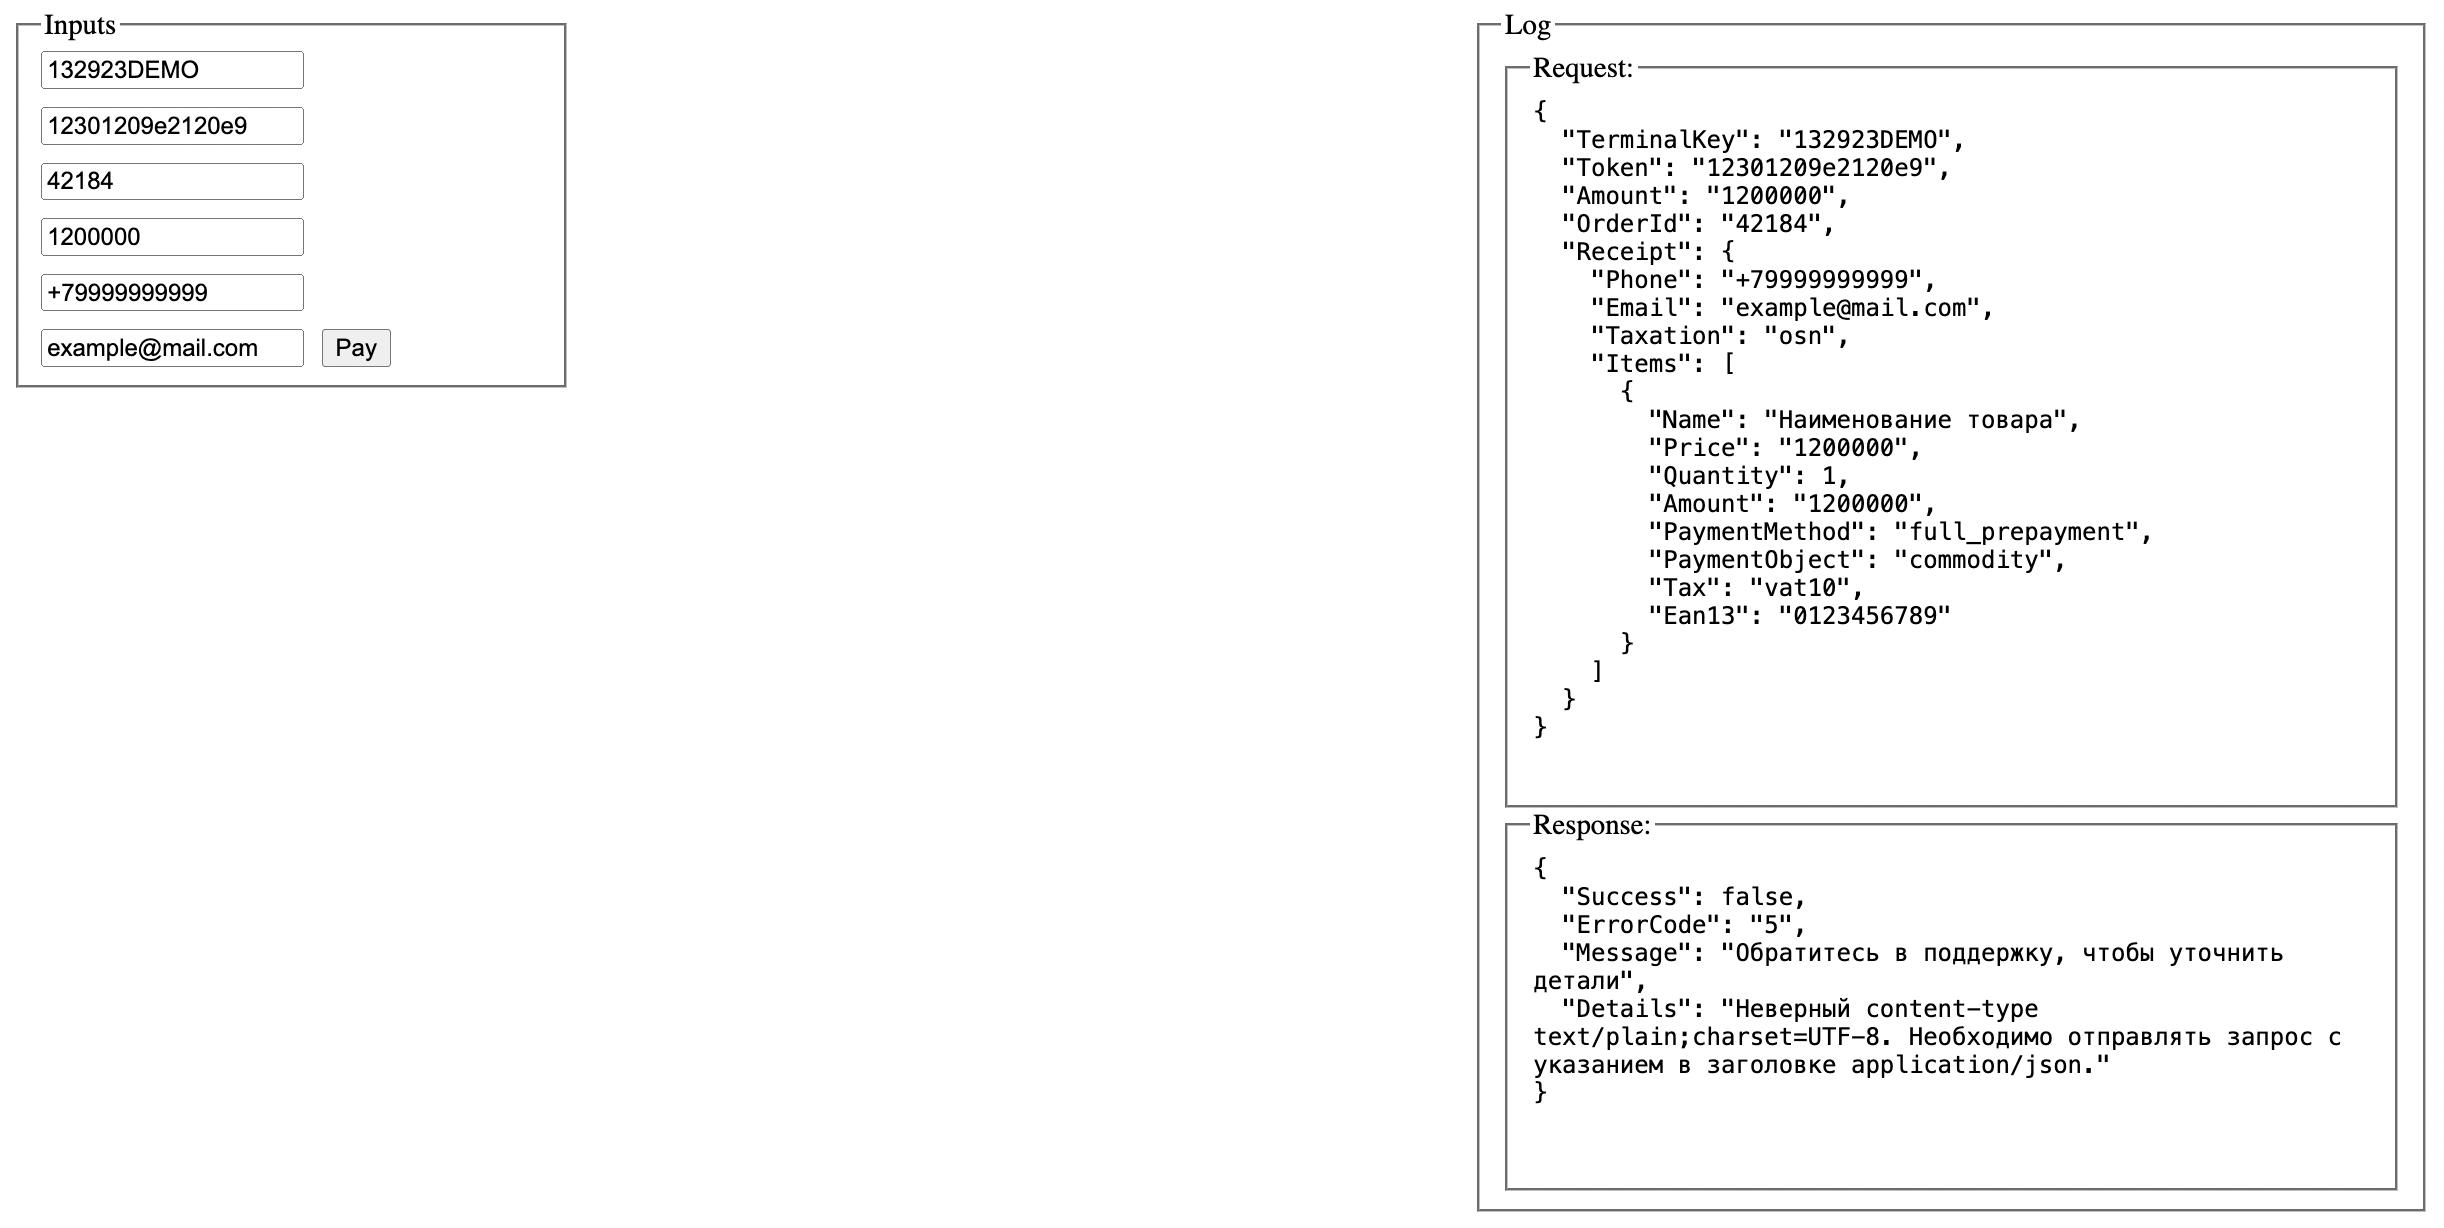 Inputs
132923DEMO
12301209e2120e9
42184
1200000
+79999999999
example@mail.com
Pay
Log
Request:
{
  "TerminalKey": "132923DEMO",
  "Token": "12301209e2120e9",
  "Amount": "1200000",
  "OrderId": "42184",
  "Receipt": {
    "Phone": "+79999999999",
    "Email": "example@mail.com",
    "Taxation": "osn",
    "Items": [
      {
        "Name": "Наименование товара",
        "Price": "1200000",
        "Quantity": 1,
        "Amount": "1200000",
        "PaymentMethod": "full_prepayment",
        "PaymentObject": "commodity",
        "Tax": "vat10",
        "Ean13": "0123456789"
      }
    ]
  }
}
Response:
{
  "Success": false,
  "ErrorCode": "5",
  "Message": "Обратитесь в поддержку, чтобы уточнить
детали",
  "Details": "Неверный content-type
text/plain;charset=UTF-8. Необходимо отправлять запрос с
указанием в заголовке application/json."
}